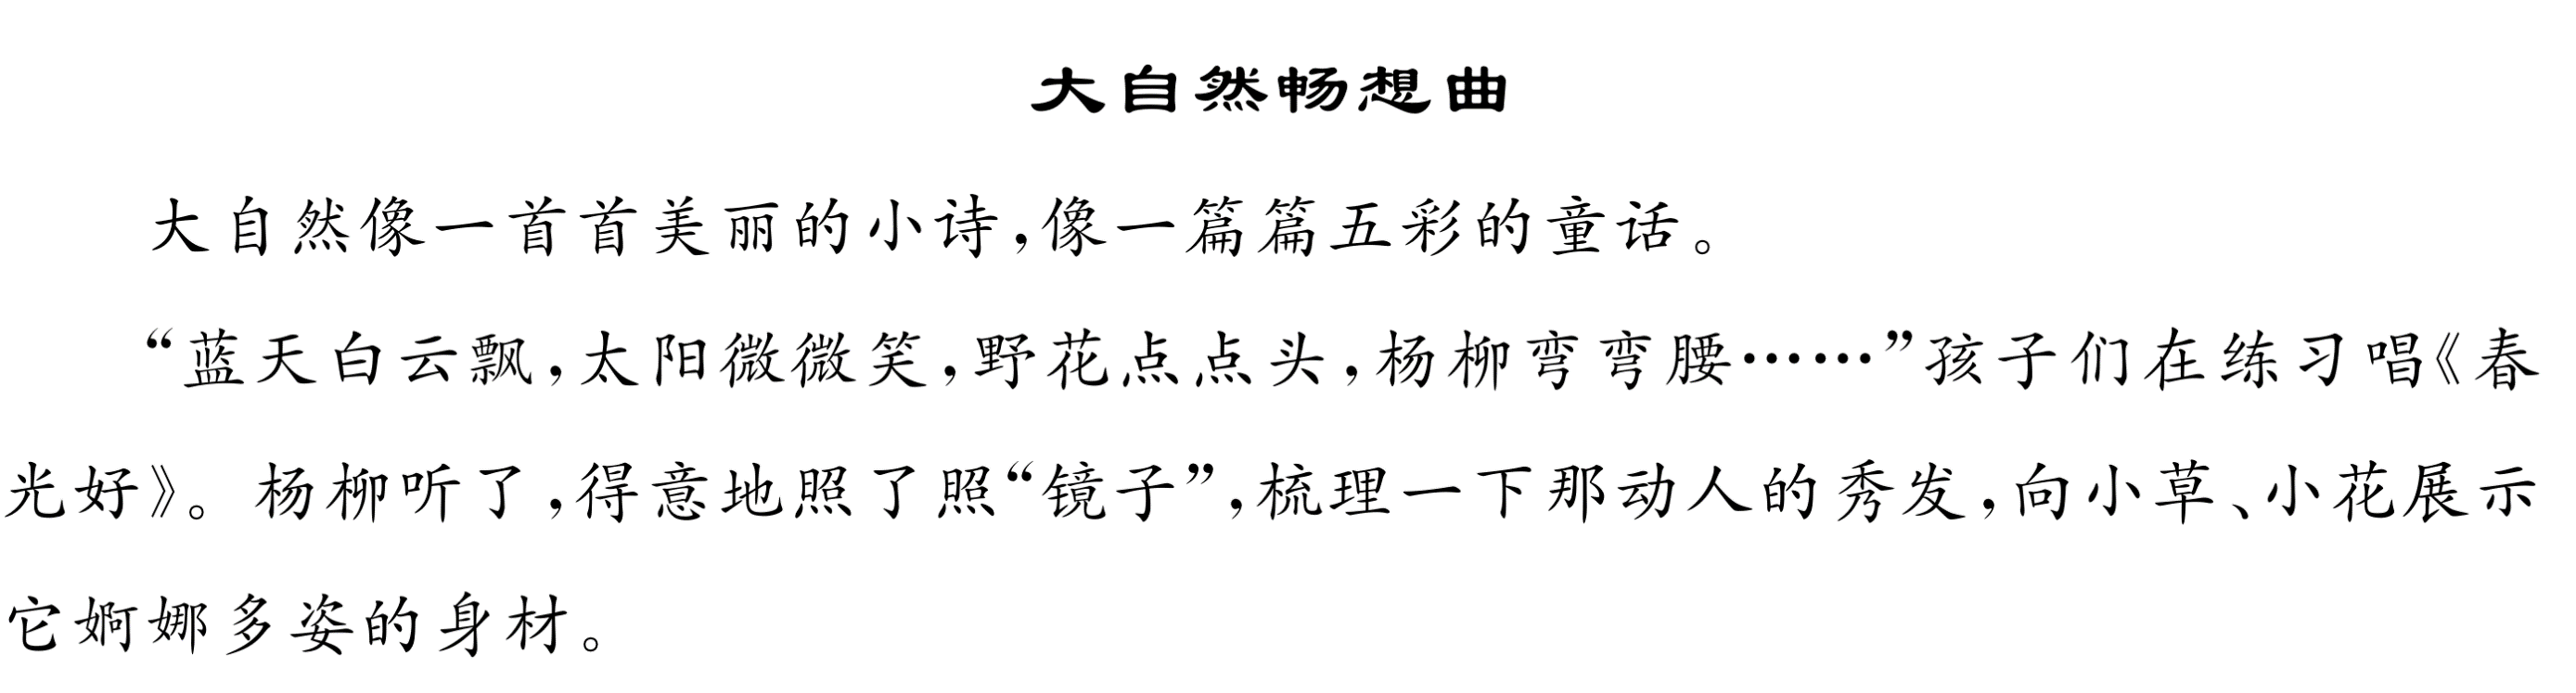 大自然畅想曲
大自然像一首首美丽的小诗,像一篇篇五彩的童话。
“蓝天白云飘,太阳微微笑,野花点点头,杨柳弯弯腰……”孩子们在练习唱《春
光好》。杨柳听了,得意地照了照“镜子”,梳理一下那动人的秀发,向小草、小花展示
它婀娜多姿的身材。